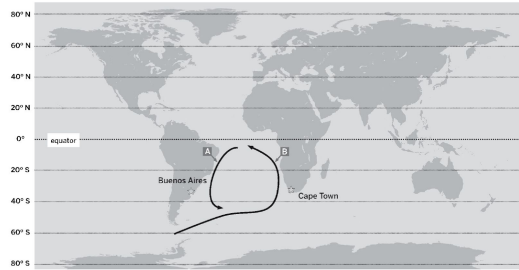 80° N
60° N
40° N
20° N
0°
equator
A
B
20° S
Buenos Aires
Cape Town
40° S
60° S
80° S